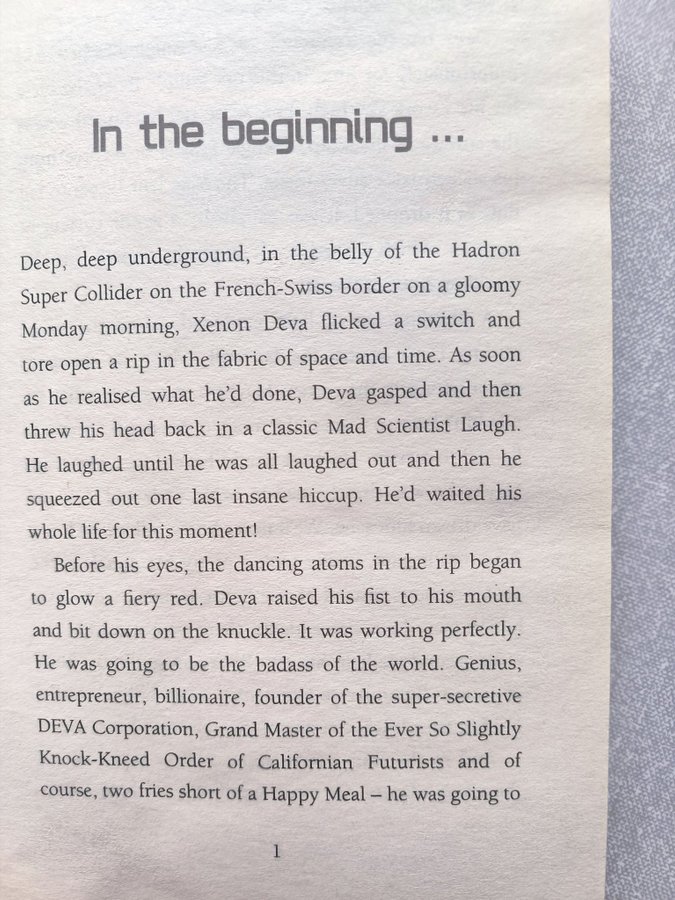 In the beginning ...
Deep, deep underground, in the belly of the Hadron
Super Collider on the French-Swiss border on a gloomy
Monday morning, Xenon Deva flicked a switch and
tore open a rip in the fabric of space and time. As soon
as he realised what he’d done, Deva gasped and then
threw his head back in a classic Mad Scientist Laugh.
He laughed until he was all laughed out and then he
squeezed out one last insane hiccup. He’d waited his
whole life for this moment!
Before his eyes, the dancing atoms in the rip began
to glow a fiery red. Deva raised his fist to his mouth
and bit down on the knuckle. It was working perfectly.
He was going to be the badass of the world. Genius,
entrepreneur, billionaire, founder of the super-secretive
DEVA Corporation, Grand Master of the Ever So Slightly
Knock-Kneed Order of Californian Futurists and of
course, two fries short of a Happy Meal – he was going to
1